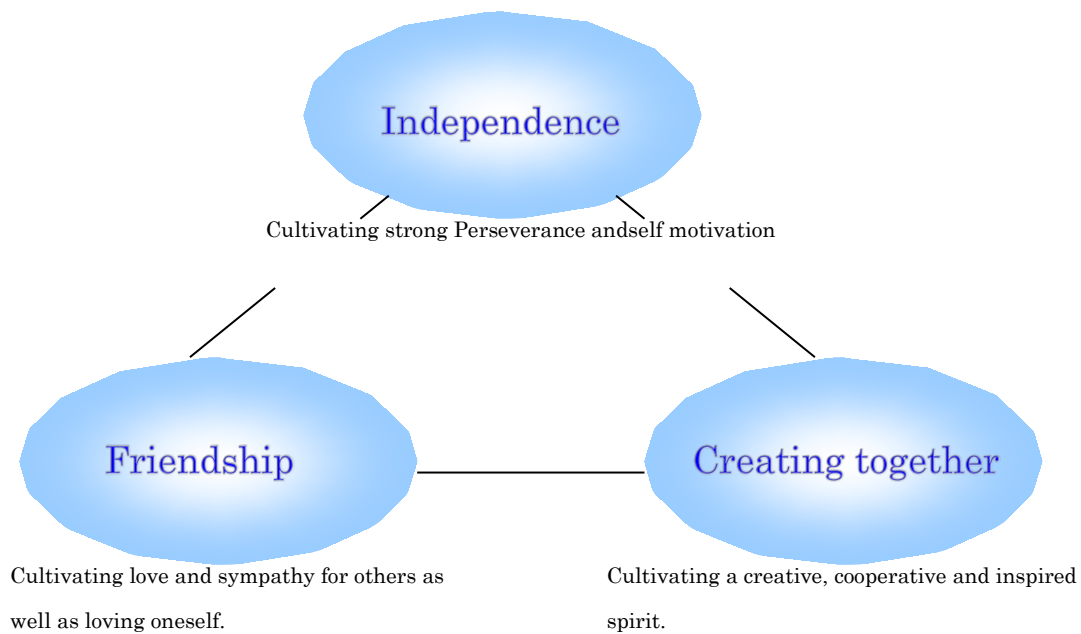 Independence
Cultivating strong Perseverance andself motivation
Friendship
Creating together
Cultivating love and sympathy for others as
well as loving oneself.
Cultivating a creative, cooperative and inspired
spirit.